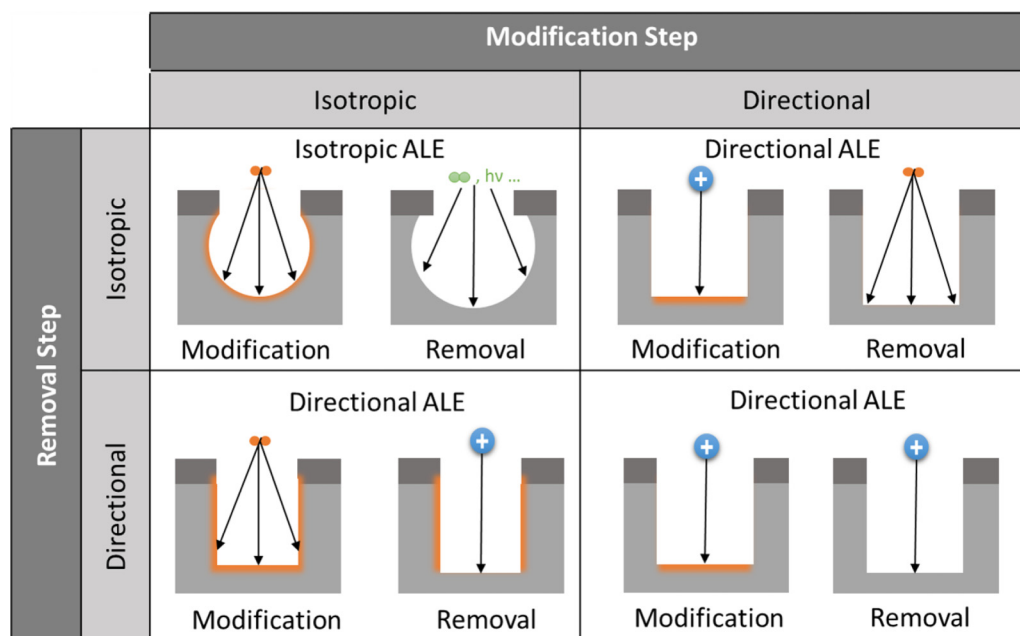 Modification Step
Isotropic
Directional
Removal Step
Isotropic
Isotropic ALE
, hν ...
Modification
Removal
Directional ALE
+
Modification
Removal
Directional
Directional ALE
+
Modification
Removal
Directional ALE
+
+
Modification
Removal